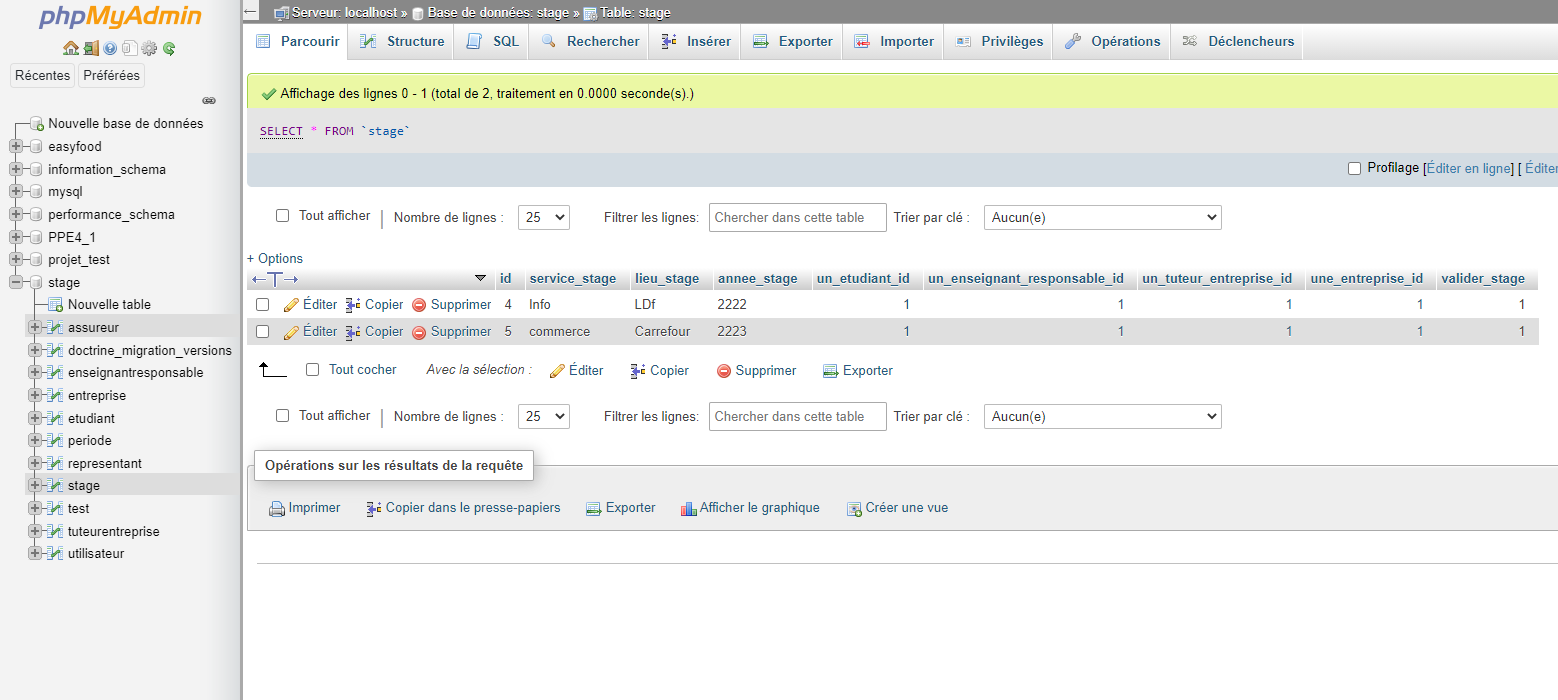 phpMyAdmin
Récentes Préférées
Nouvelle base de données
easyfood
information_schema
mysql
performance_schema
PPE4_1
projet_test
stage
Nouvelle table
assureur
doctrine_migration_versions
enseignantresponsable
entreprise
etudiant
periode
representant
stage
test
tuteurentreprise
utilisateur
Serveur: localhost » Base de données: stage » Table: stage
Parcourir Structure SQL Rechercher Insérer Exporter Importer Privilèges Opérations Déclencheurs
Affichage des lignes 0 - 1 (total de 2, traitement en 0.0000 seconde(s).)
SELECT * FROM `stage`
Profilage [Éditer en ligne] [ Éditer
Tout afficher Nombre de lignes : 25 Filtrer les lignes: Chercher dans cette table Trier par clé : Aucun(e)
+ Options
←T→ id service_stage lieu_stage annee_stage un_etudiant_id un_enseignant_responsable_id un_tuteur_entreprise_id une_entreprise_id valider_stage
Éditer Copier Supprimer 4 Info LDf 2222 1 1 1 1 1
Éditer Copier Supprimer 5 commerce Carrefour 2223 1 1 1 1 1
Tout cocher Avec la sélection : Éditer Copier Supprimer Exporter
Tout afficher Nombre de lignes : 25 Filtrer les lignes: Chercher dans cette table Trier par clé : Aucun(e)
Opérations sur les résultats de la requête
Imprimer Copier dans le presse-papiers Exporter Afficher le graphique Créer une vue